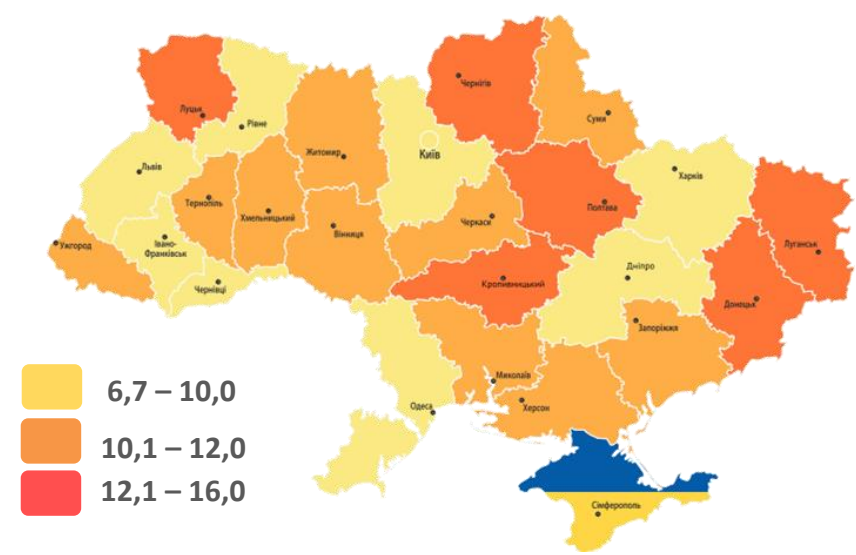 Чернігів
Луцьк
Суми
Рівне
Житомир
Київ
Львів
Харків
Тернопіль
Полтава
Хмельницький
Черкаси
Вінниця
Ужгород
Івано-
Франківськ
Луганськ
Дніпро
Кропивницький
Чернівці
Донецьк
Запоріжжя
Миколаїв
6,7 – 10,0
Херсон
Одеса
10,1 – 12,0
12,1 – 16,0
Сімферополь